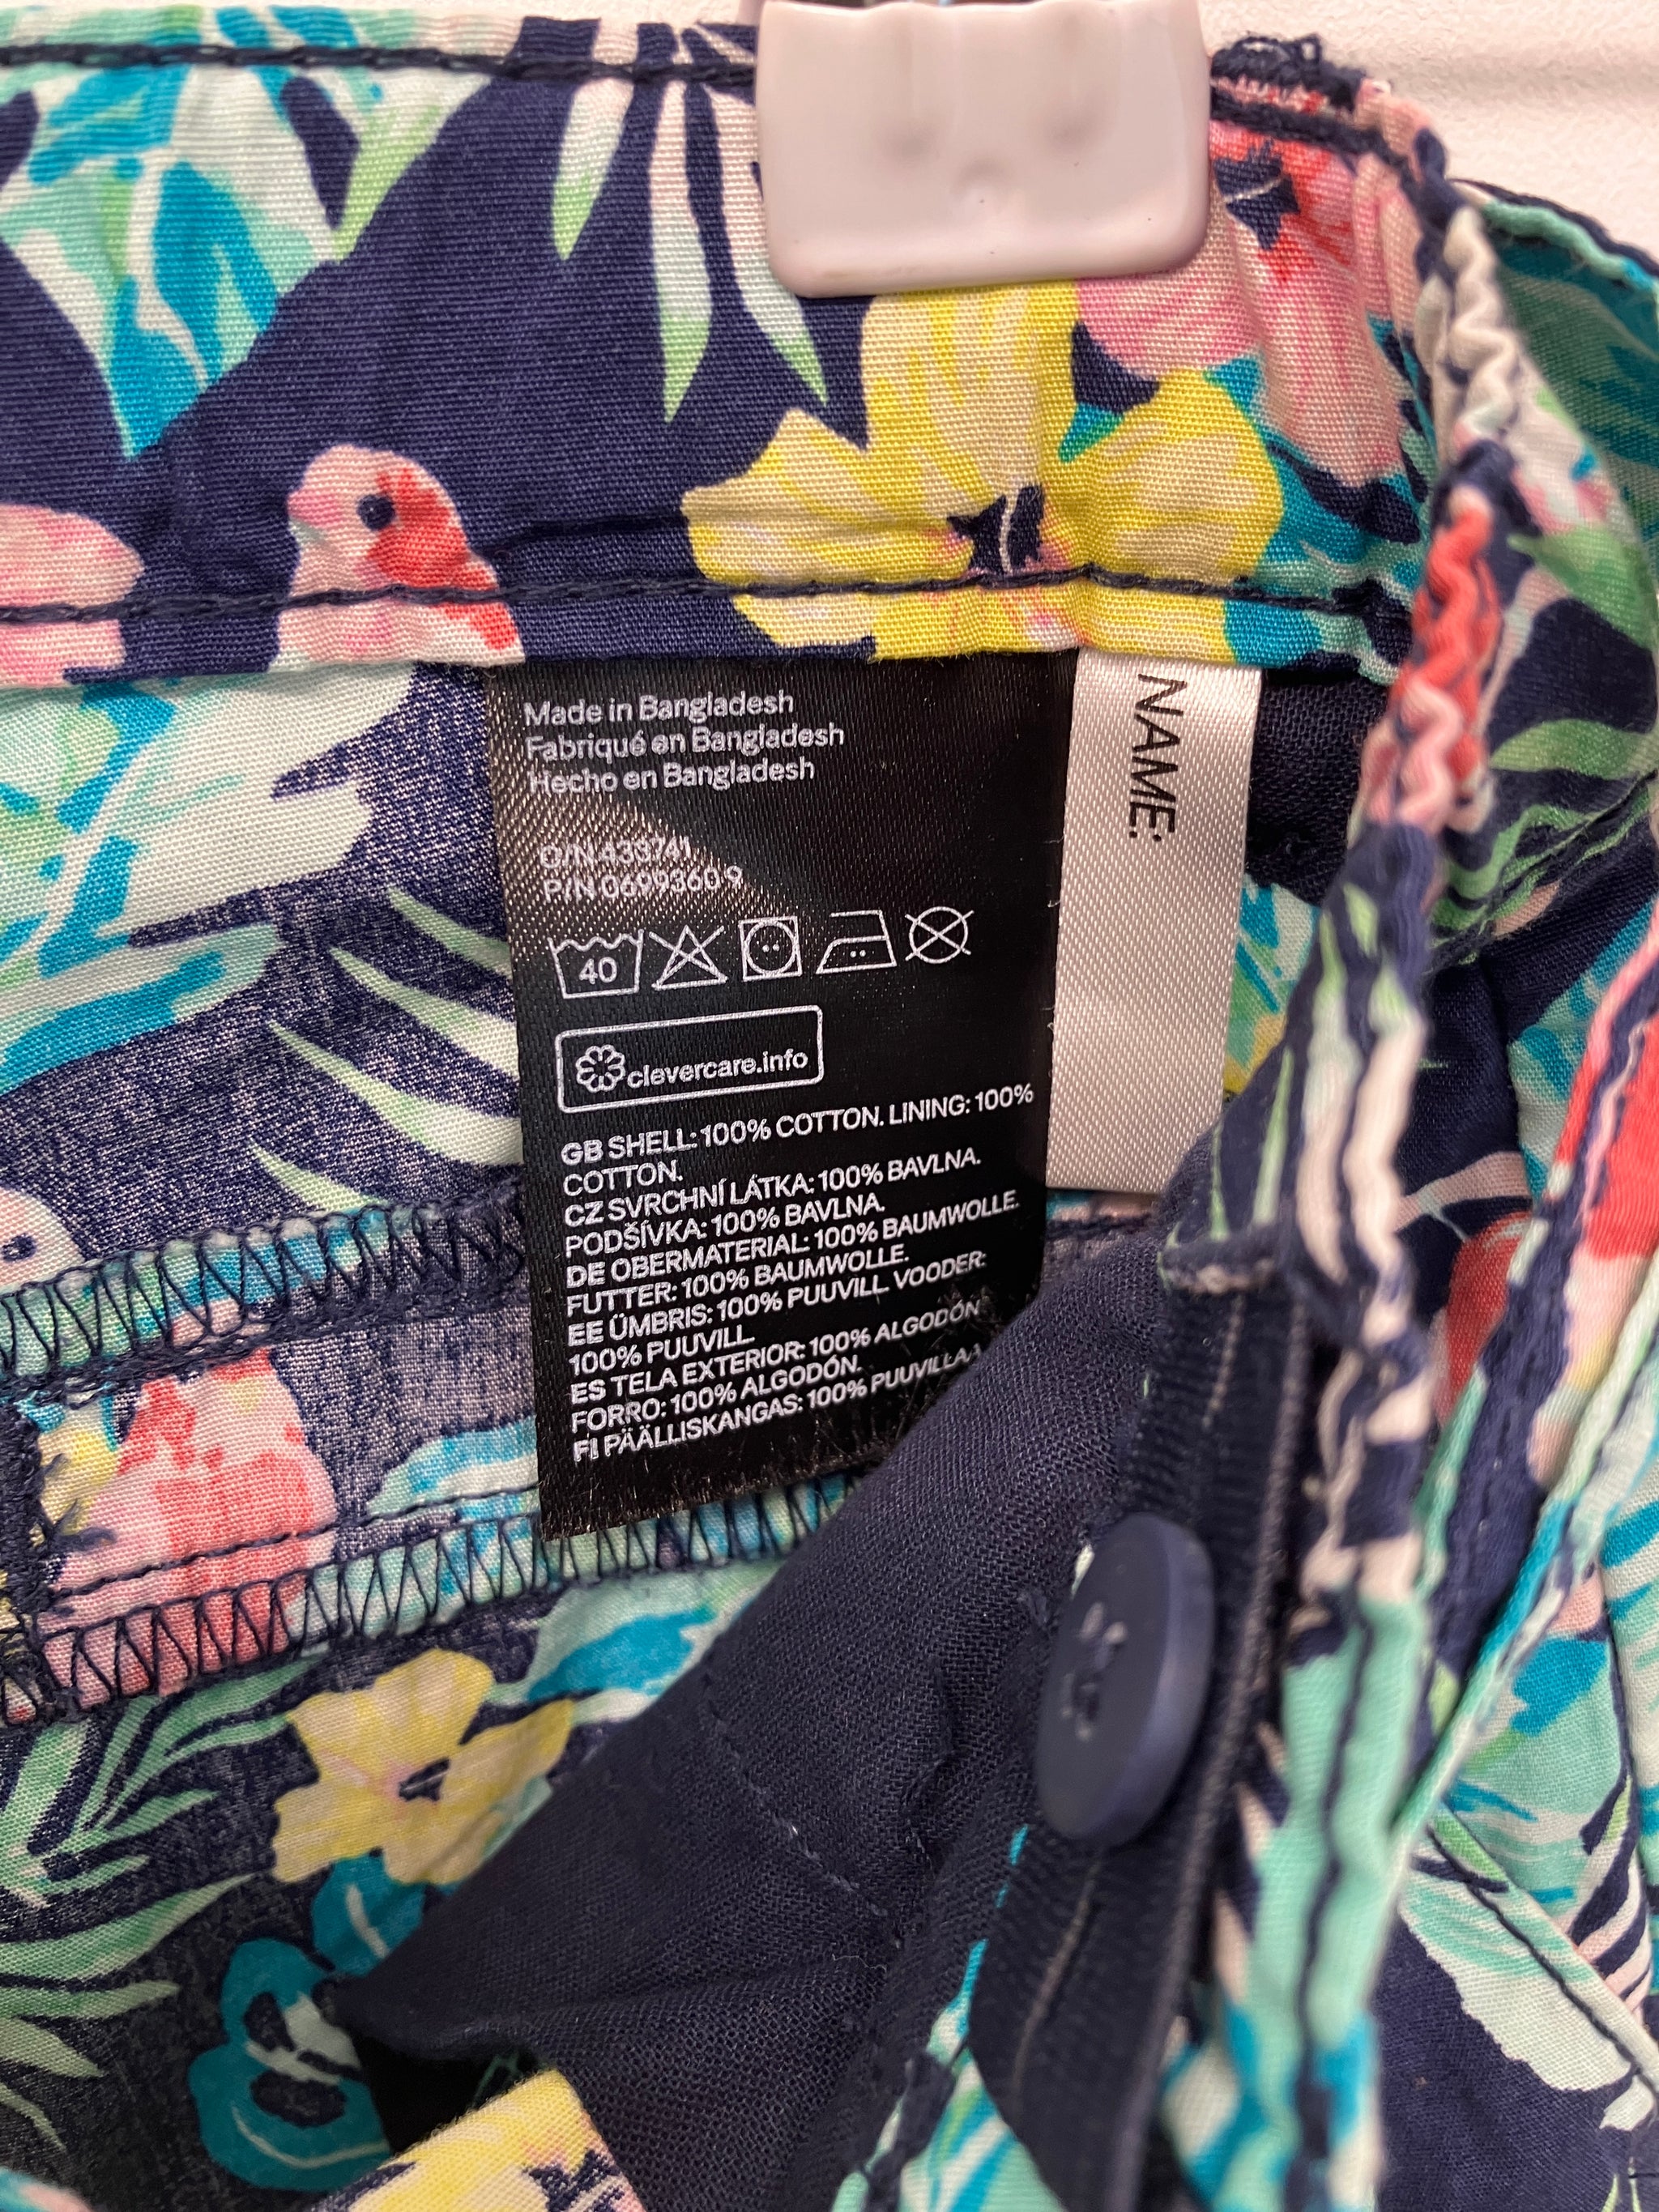 Made in Bangladesh
Fabriqué en Bangladesh
Hecho en Bangladesh
O/N 433741
P/N 0699360 9
40
clevercare.info
GB SHELL: 100% COTTON. LINING: 100%
COTTON.
CZ SVRCHNÍ LÁTKA: 100% BAVLNA.
PODŠÍVKA: 100% BAVLNA.
DE OBERMATERIAL: 100% BAUMWOLLE.
FUTTER: 100% BAUMWOLLE.
EE ÜMBRIS: 100% PUUVILL. VOODER:
100% PUUVILL
ES TELA EXTERIOR: 100% ALGODÓN
FORRO: 100% ALGODÓN.
FI PÄÄLLISKANGAS: 100% PUUVILLAA
NAME: